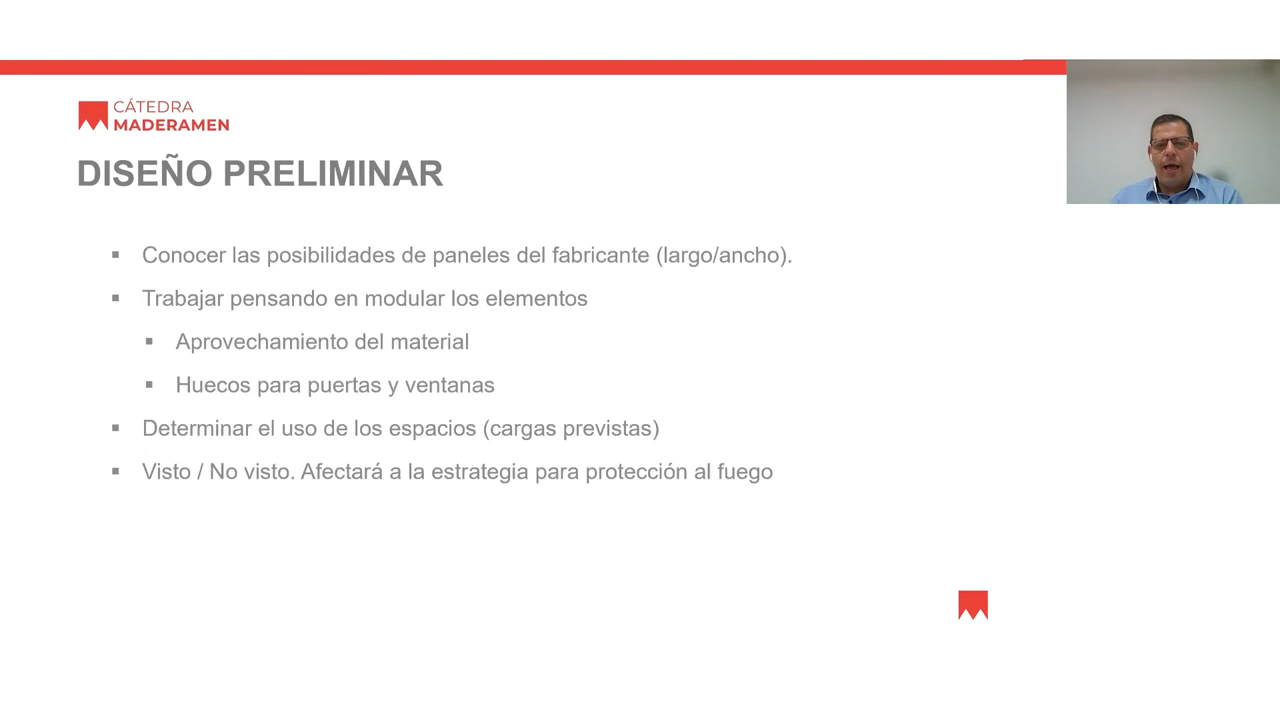 CÁTEDRA
MADERAMEN
DISEÑO PRELIMINAR
▪ Conocer las posibilidades de paneles del fabricante (largo/ancho).
▪ Trabajar pensando en modular los elementos
▪ Aprovechamiento del material
▪ Huecos para puertas y ventanas
▪ Determinar el uso de los espacios (cargas previstas)
▪ Visto / No visto. Afectará a la estrategia para protección al fuego